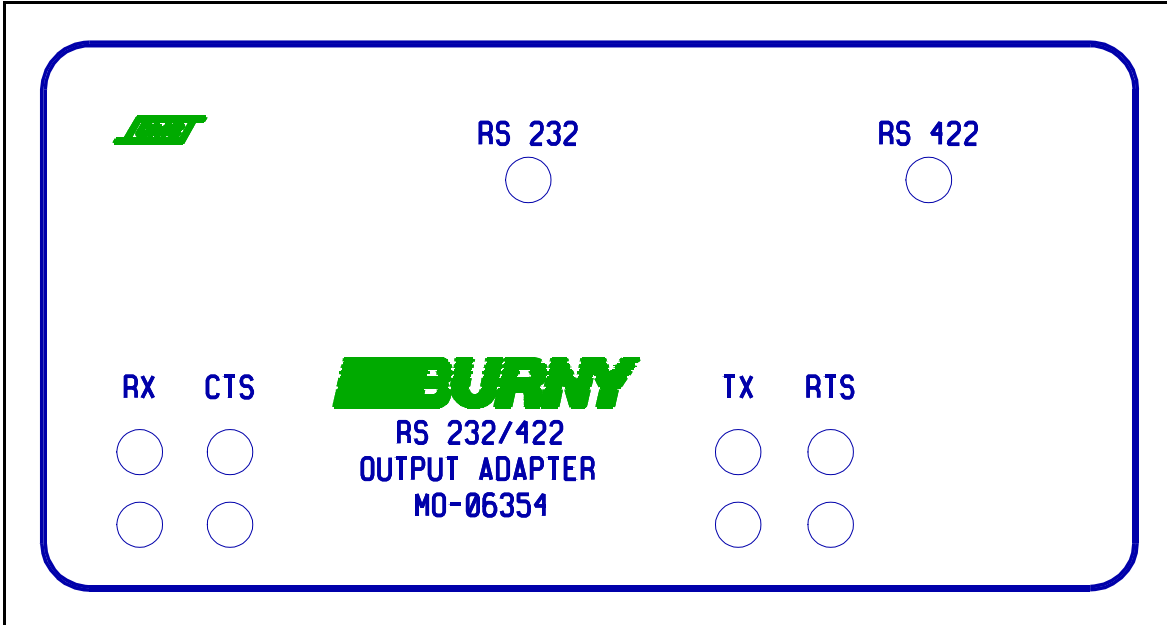 RS 232
RS 422
RX
CTS
BURNY
TX
RTS
RS 232/422
OUTPUT ADAPTER
MO-06354